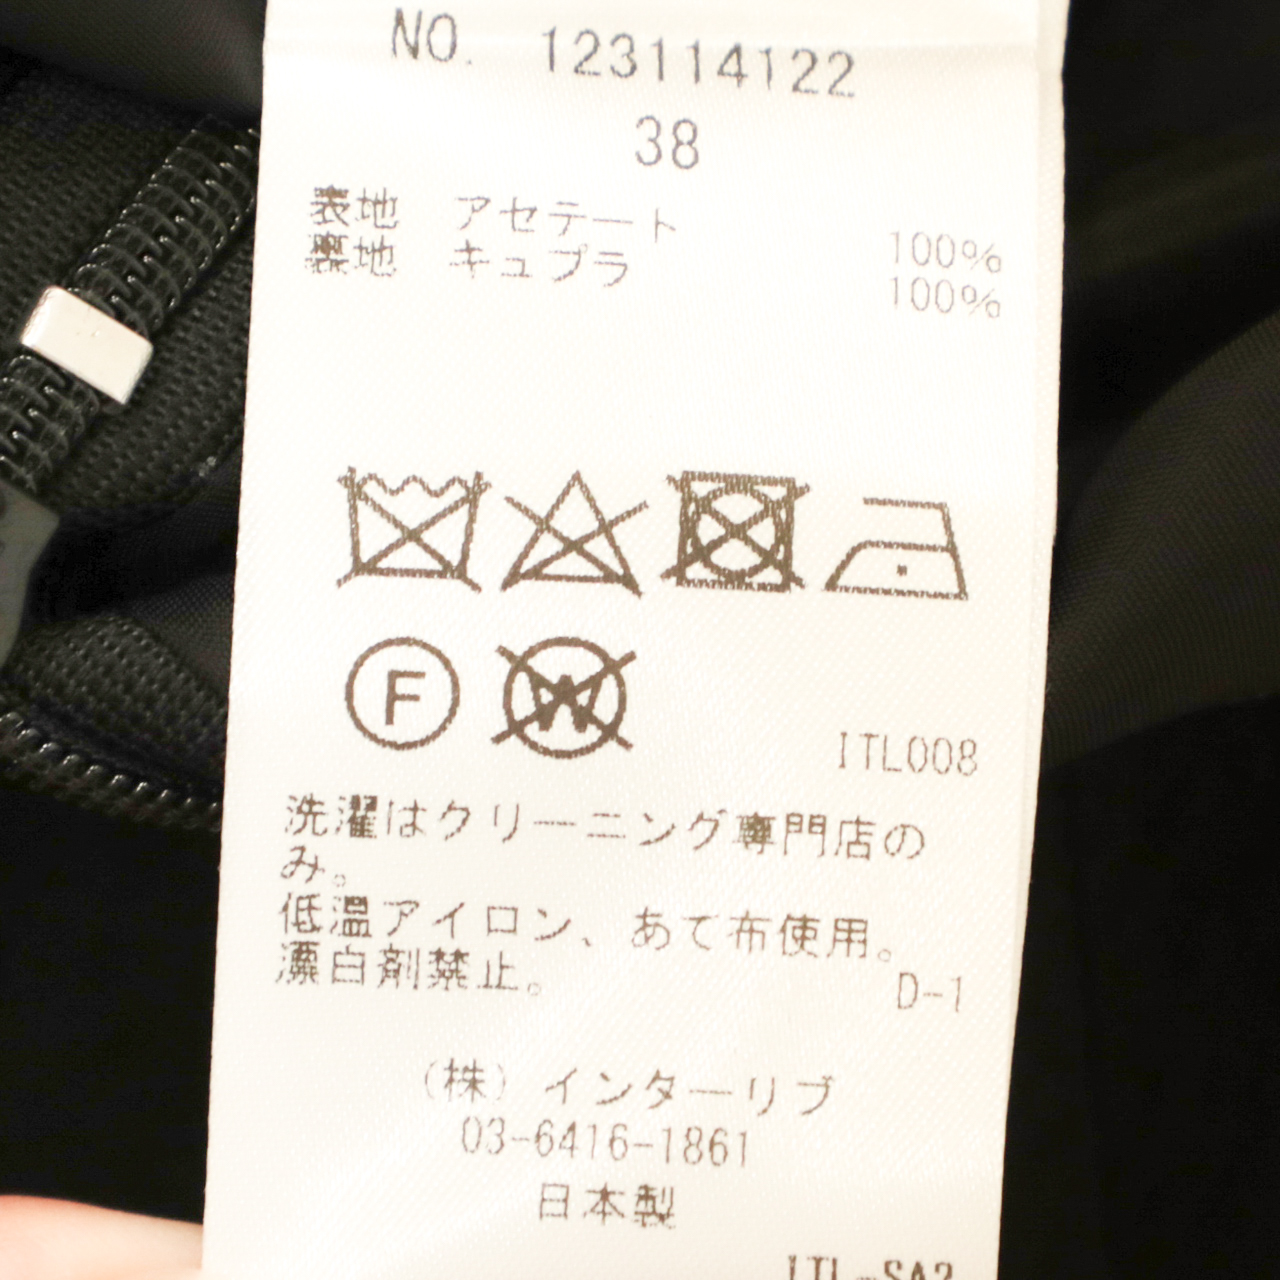 NO. 123114122
38
表地 アセテート 100%
裏地 キュプラ 100%
F W
ITL008
洗濯はクリーニング専門店の
み。
低温アイロン、あて布使用。
漂白剤禁止。
D-1
(株)インターリブ
03-6416-1861
日本製
ITL-SA2